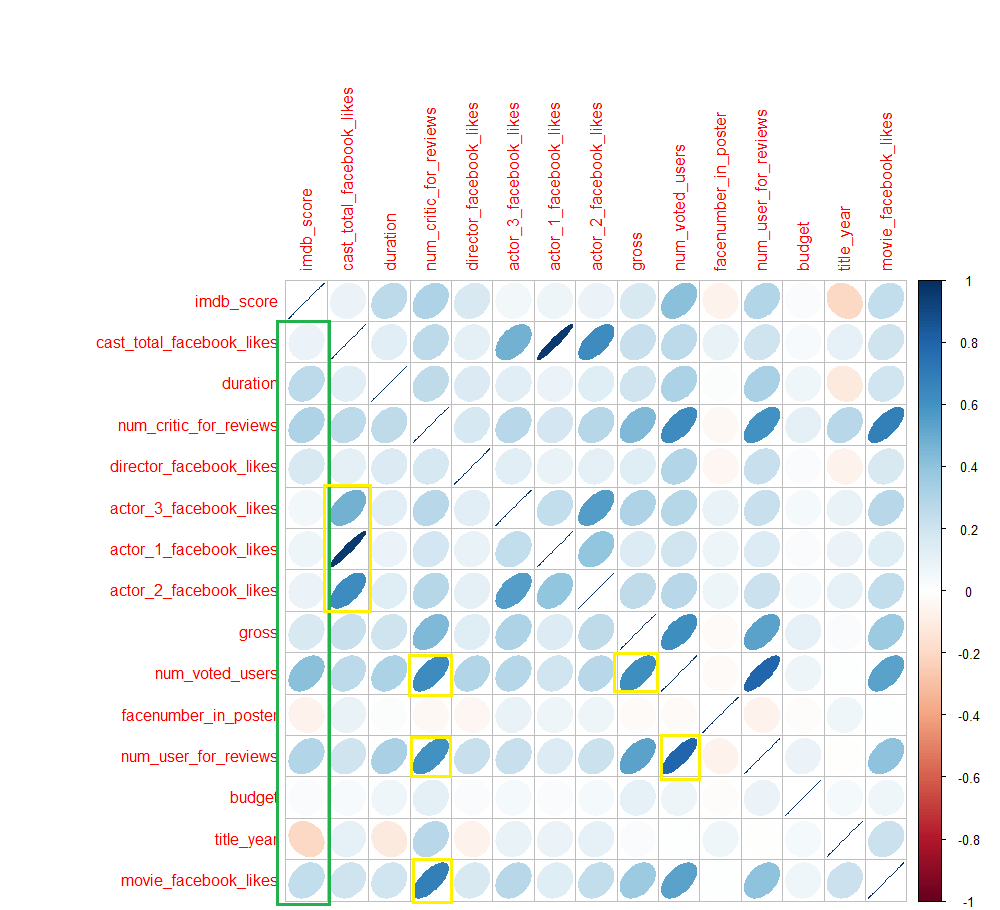 imdb_score
cast_total_facebook_likes
duration
num_critic_for_reviews
director_facebook_likes
actor_3_facebook_likes
actor_1_facebook_likes
actor_2_facebook_likes
gross
num_voted_users
facenumber_in_poster
num_user_for_reviews
budget
title_year
movie_facebook_likes
imdb_score
cast_total_facebook_likes
duration
num_critic_for_reviews
director_facebook_likes
actor_3_facebook_likes
actor_1_facebook_likes
actor_2_facebook_likes
gross
num_voted_users
facenumber_in_poster
num_user_for_reviews
budget
title_year
movie_facebook_likes
1
0.8
0.6
0.4
0.2
0
-0.2
-0.4
-0.6
-0.8
-1